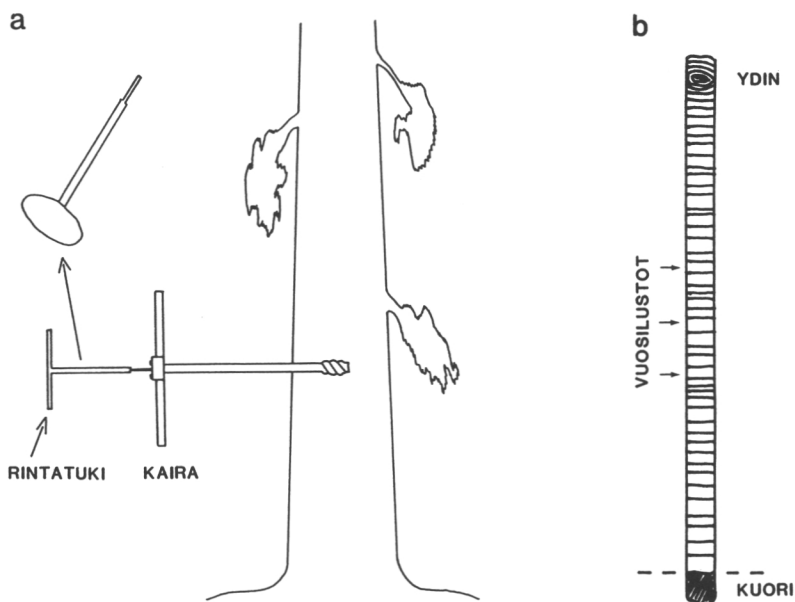 a
RINTATUKI
KAIRA
b
YDIN
VUOSILUSTOT
KUORI